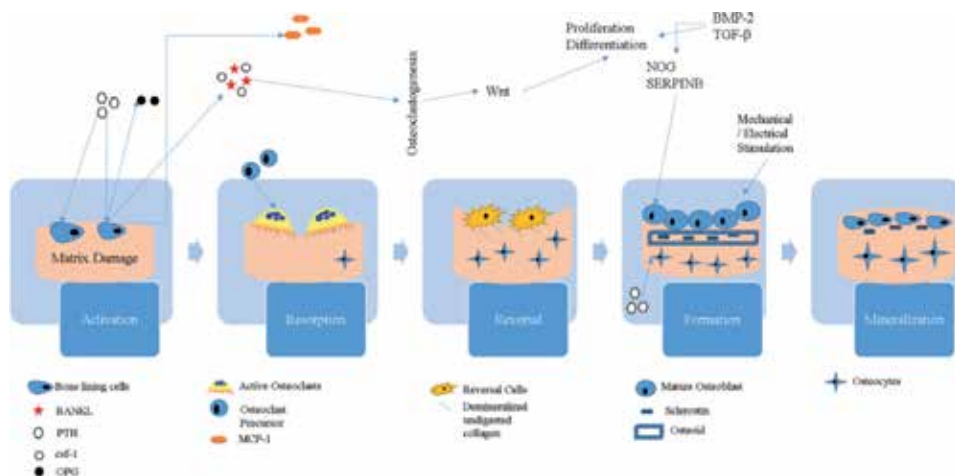 BMP-2
TGF-β
Proliferation
Differentiation
NOG
SERPINB
Osteoclastogenesis
Wnt
Mechanical
/ Electrical
Stimulation
Matrix Damage
Activation
Resorption
Reversal
Formation
Mineralization
Bone lining cells
RANKL
PTH
csf-1
OPG
Active Osteoclasts
Osteoclast
Precursor
MCP-1
Reversal Cells
Demineralized
undigested
collagen
Mature Osteoblast
Sclerostin
Osteoid
Osteocytes